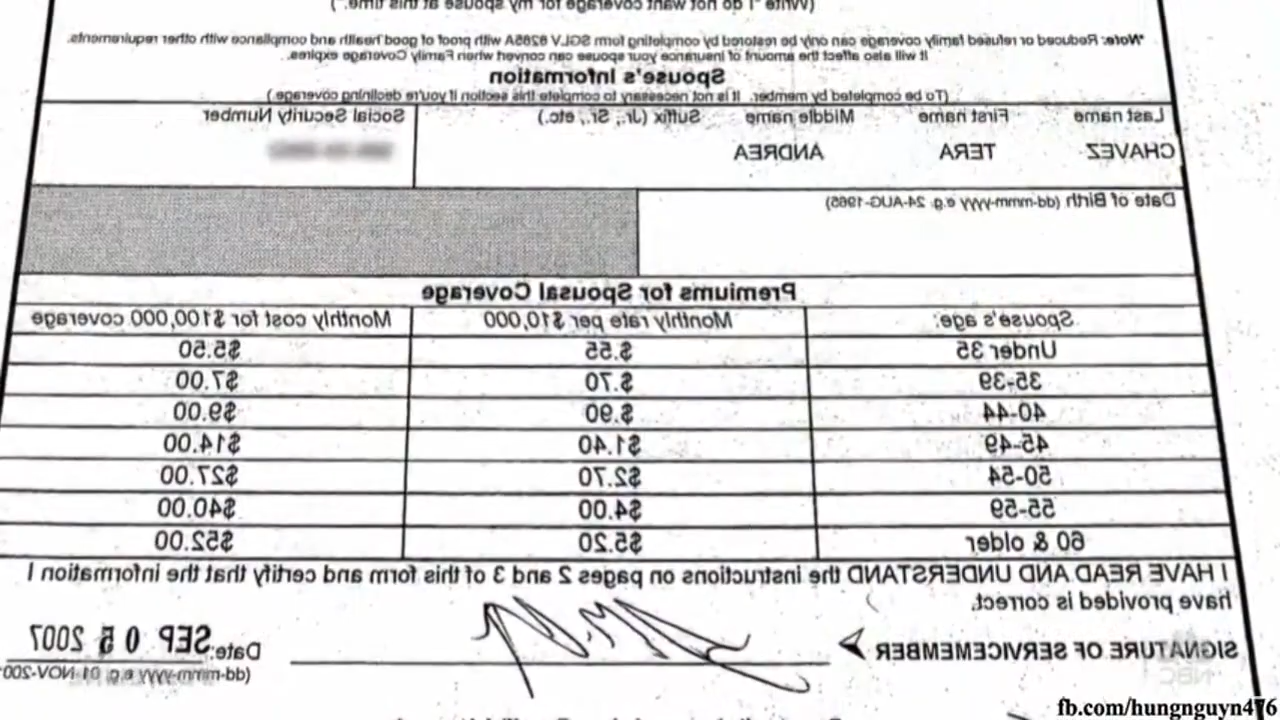 (Write "I do not want coverage for my spouse at this time.")
*Note: Reduced or refused family coverage can only be restored by completing form SGLV 8285A with proof of good health and compliance with other requirements.
It will also affect the amount of insurance your spouse can convert when Family Coverage expires.
Spouse's Information
(To be completed by member. It is not necessary to complete this section if you're declining coverage.)
Last name First name Middle name Suffix (Jr., Sr., etc.) Social Security Number
CHAVEZ TERA ANDREA
Date of Birth (dd-mmm-yyyy e.g. 24-AUG-1965)
Premiums for Spousal Coverage
Spouse's age: Monthly rate per $10,000 Monthly cost for $100,000 coverage
Under 35 $.55 $5.50
35-39 $.70 $7.00
40-44 $.90 $9.00
45-49 $1.40 $14.00
50-54 $2.70 $27.00
55-59 $4.00 $40.00
60 & older $5.20 $52.00
I HAVE READ AND UNDERSTAND the instructions on pages 2 and 3 of this form and certify that the information I
have provided is correct.
SIGNATURE OF SERVICEMEMBER Date: SEP 05 2007
(dd-mmm-yyyy e.g. 01-NOV-200
NBC
fb.com/hungnguyn476